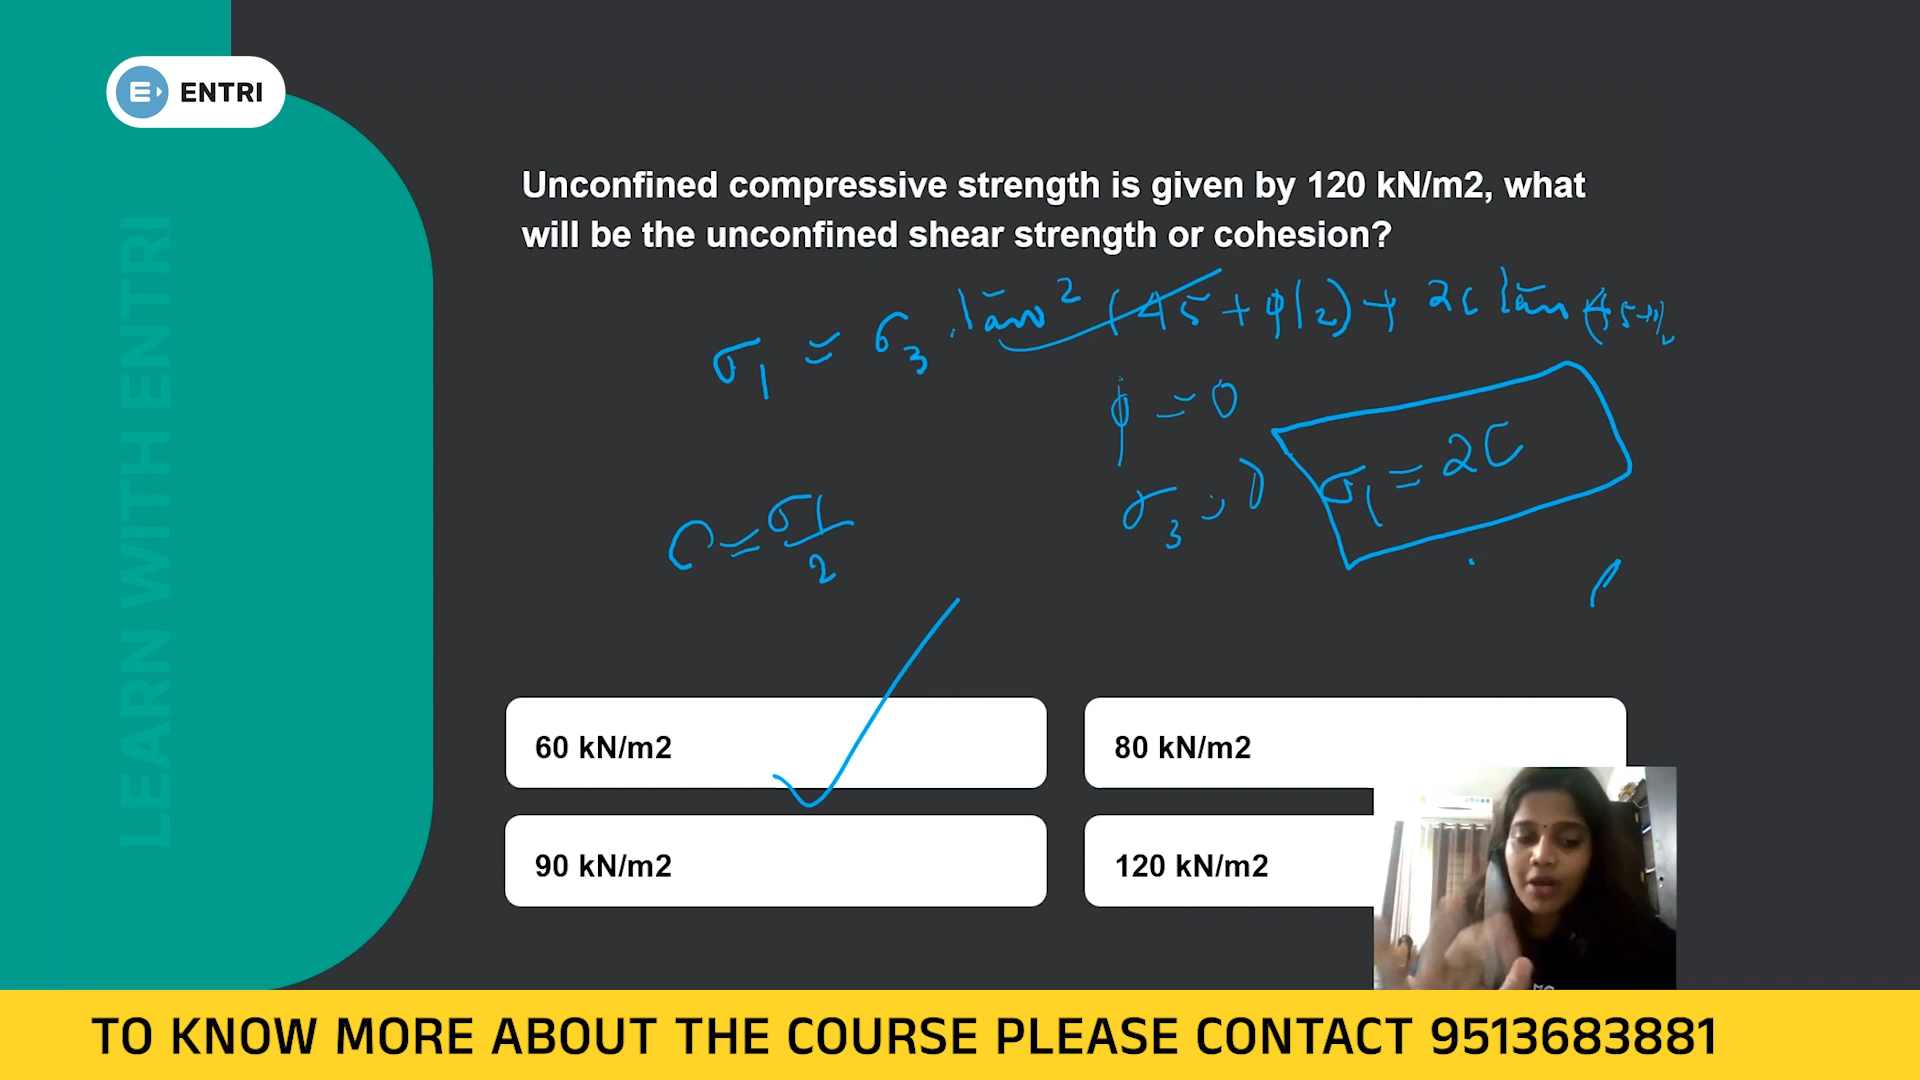 ENTRI
LEARN WITH ENTRI
Unconfined compressive strength is given by 120 kN/m2, what
will be the unconfined shear strength or cohesion?
σ1 = σ3 tan² (45 + φ/2) + 2c tan
φ = 0
σ1 = 2C
σ3 = 0
C = σ1/2
60 kN/m2
80 kN/m2
90 kN/m2
120 kN/m2
TO KNOW MORE ABOUT THE COURSE PLEASE CONTACT 9513683881